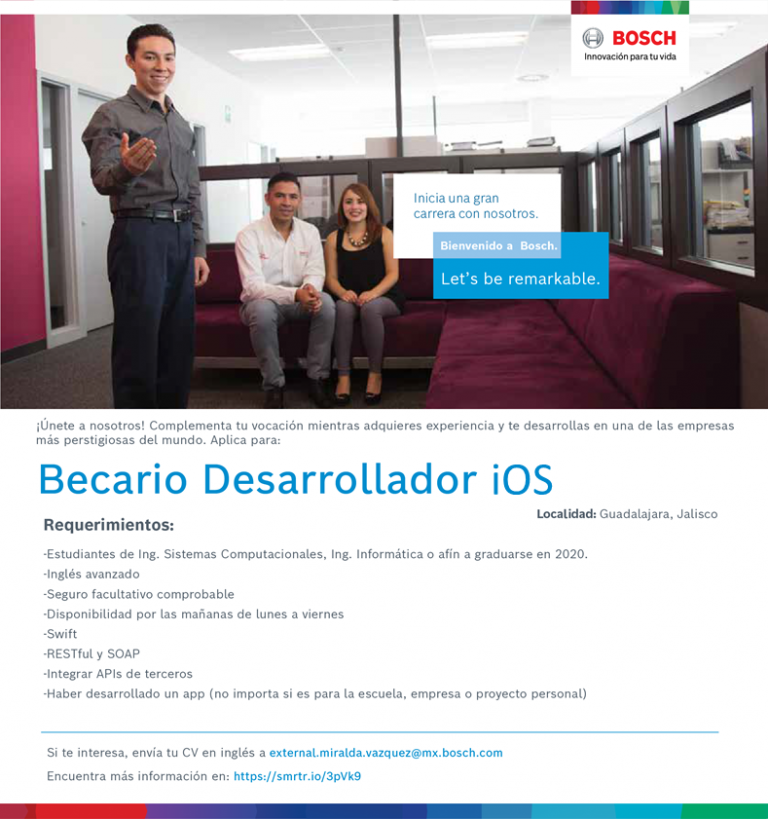 BOSCH
Innovación para tu vida
Inicia una gran
carrera con nosotros.
Bienvenido a Bosch.
Let's be remarkable.
¡Únete a nosotros! Complementa tu vocación mientras adquieres experiencia y te desarrollas en una de las empresas
más perstigiosas del mundo. Aplica para:
Becario Desarrollador iOS
Localidad: Guadalajara, Jalisco
Requerimientos:
-Estudiantes de Ing. Sistemas Computacionales, Ing. Informática o afín a graduarse en 2020.
-Inglés avanzado
-Seguro facultativo comprobable
-Disponibilidad por las mañanas de lunes a viernes
-Swift
-RESTful y SOAP
-Integrar APIs de terceros
-Haber desarrollado un app (no importa si es para la escuela, empresa o proyecto personal)
Si te interesa, envía tu CV en inglés a external.miralda.vazquez@mx.bosch.com
Encuentra más información en: https://smrtr.io/3pVk9